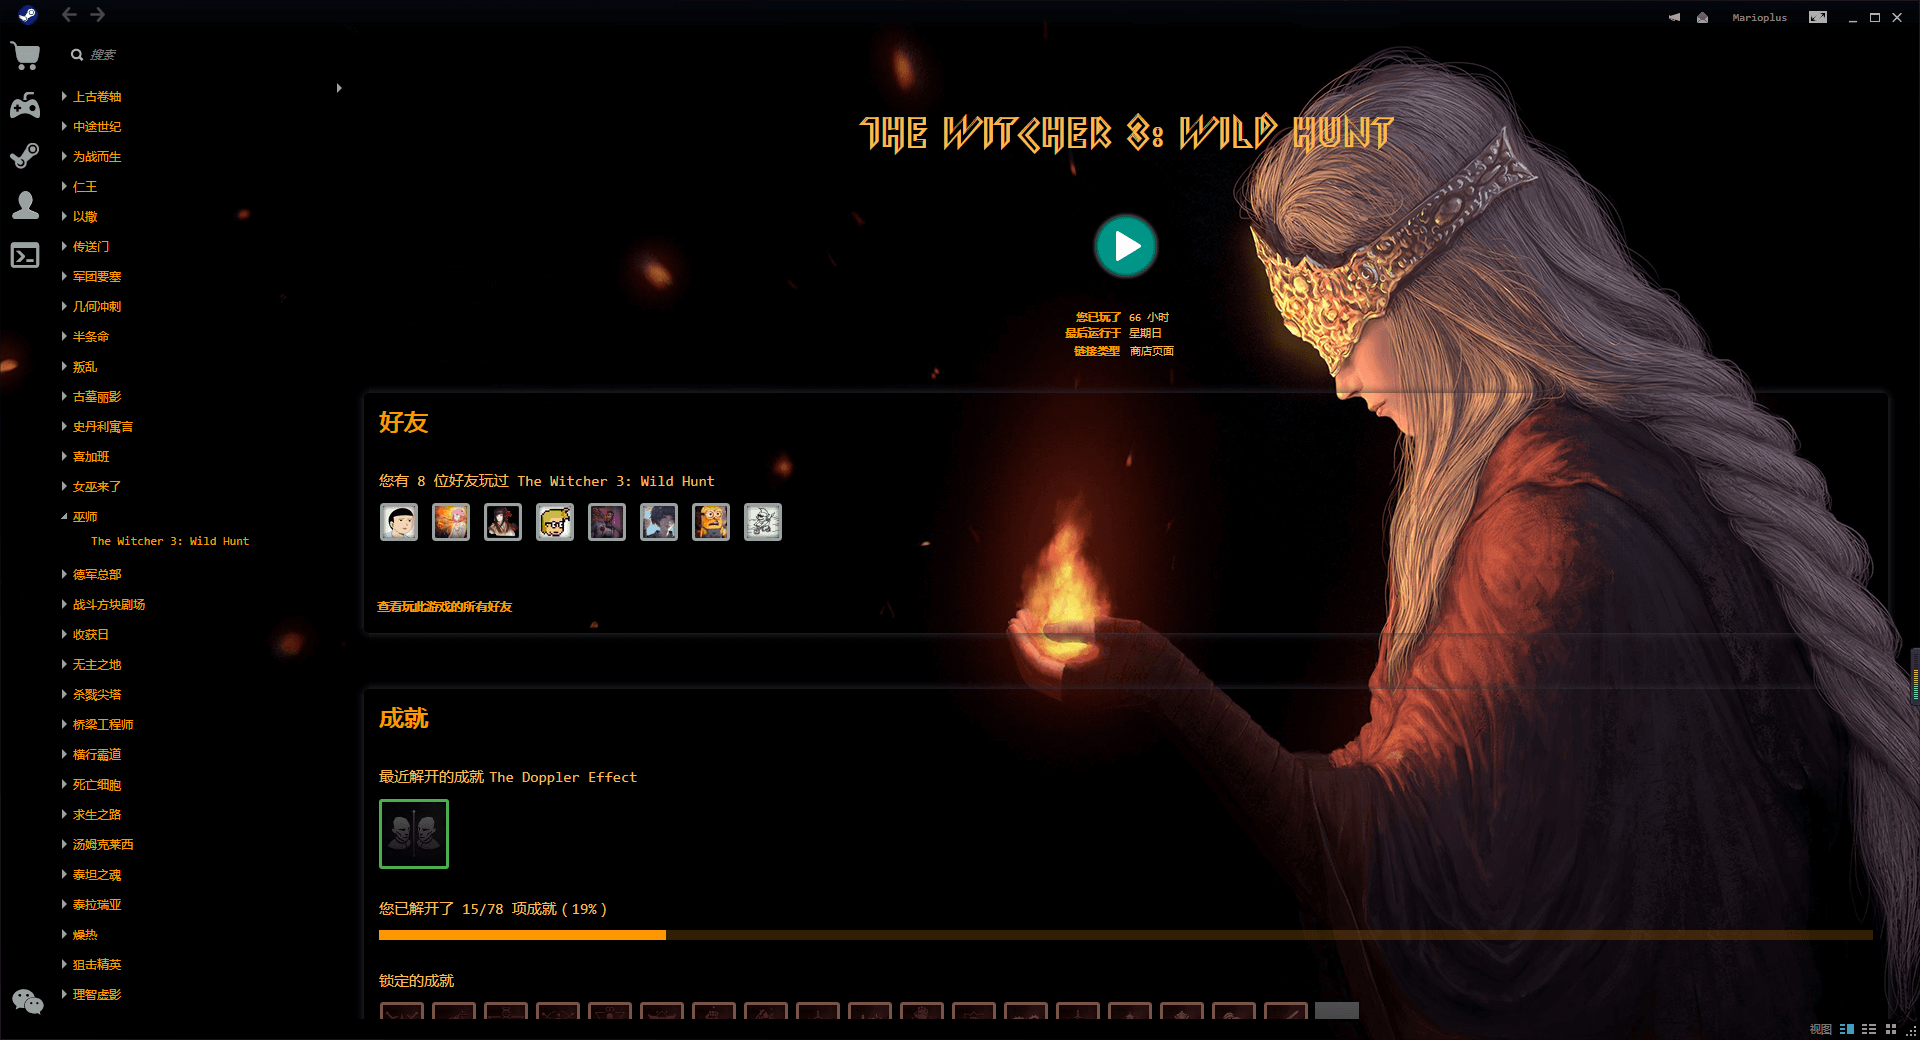 Marioplus
搜索
上古卷轴
中途世纪
为战而生
仁王
以撒
传送门
军团要塞
几何冲刺
半条命
叛乱
古墓丽影
史丹利寓言
喜加班
女巫来了
巫师
The Witcher 3: Wild Hunt
德军总部
战斗方块剧场
收获日
无主之地
杀戮尖塔
桥梁工程师
横行霸道
死亡细胞
求生之路
汤姆克莱西
泰坦之魂
泰拉瑞亚
燥热
狙击精英
理智虚影
THE WITCHER 3: WILD HUNT
您已玩了 66 小时
最后运行于 星期日
链接类型 商店页面
好友
您有 8 位好友玩过 The Witcher 3: Wild Hunt
查看玩此游戏的所有好友
成就
最近解开的成就 The Doppler Effect
您已解开了 15/78 项成就 ( 19% )
锁定的成就
视图